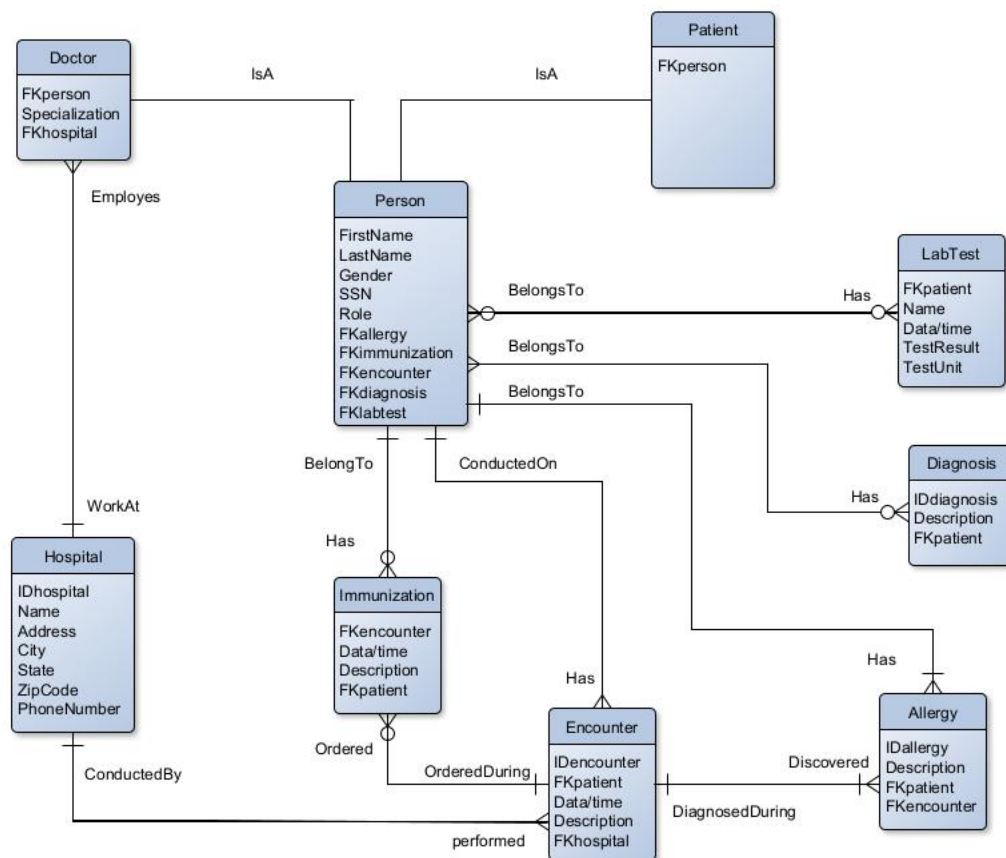 Patient
FKperson
Doctor
FKperson
Specialization
FKhospital
IsA
IsA
Employes
Person
FirstName
LastName
Gender
SSN
Role
FKallergy
FKimmunization
FKencounter
FKdiagnosis
FKlabtest
LabTest
FKpatient
Name
Data/time
TestResult
TestUnit
BelongsTo
Has
BelongsTo
BelongsTo
BelongTo
ConductedOn
Diagnosis
IDdiagnosis
Description
FKpatient
Has
WorkAt
Hospital
IDhospital
Name
Address
City
State
ZipCode
PhoneNumber
Has
Immunization
FKencounter
Data/time
Description
FKpatient
Has
Has
Encounter
IDencounter
FKpatient
Data/time
Description
FKhospital
Allergy
IDallergy
Description
FKpatient
FKencounter
Ordered
OrderedDuring
Discovered
DiagnosedDuring
ConductedBy
performed